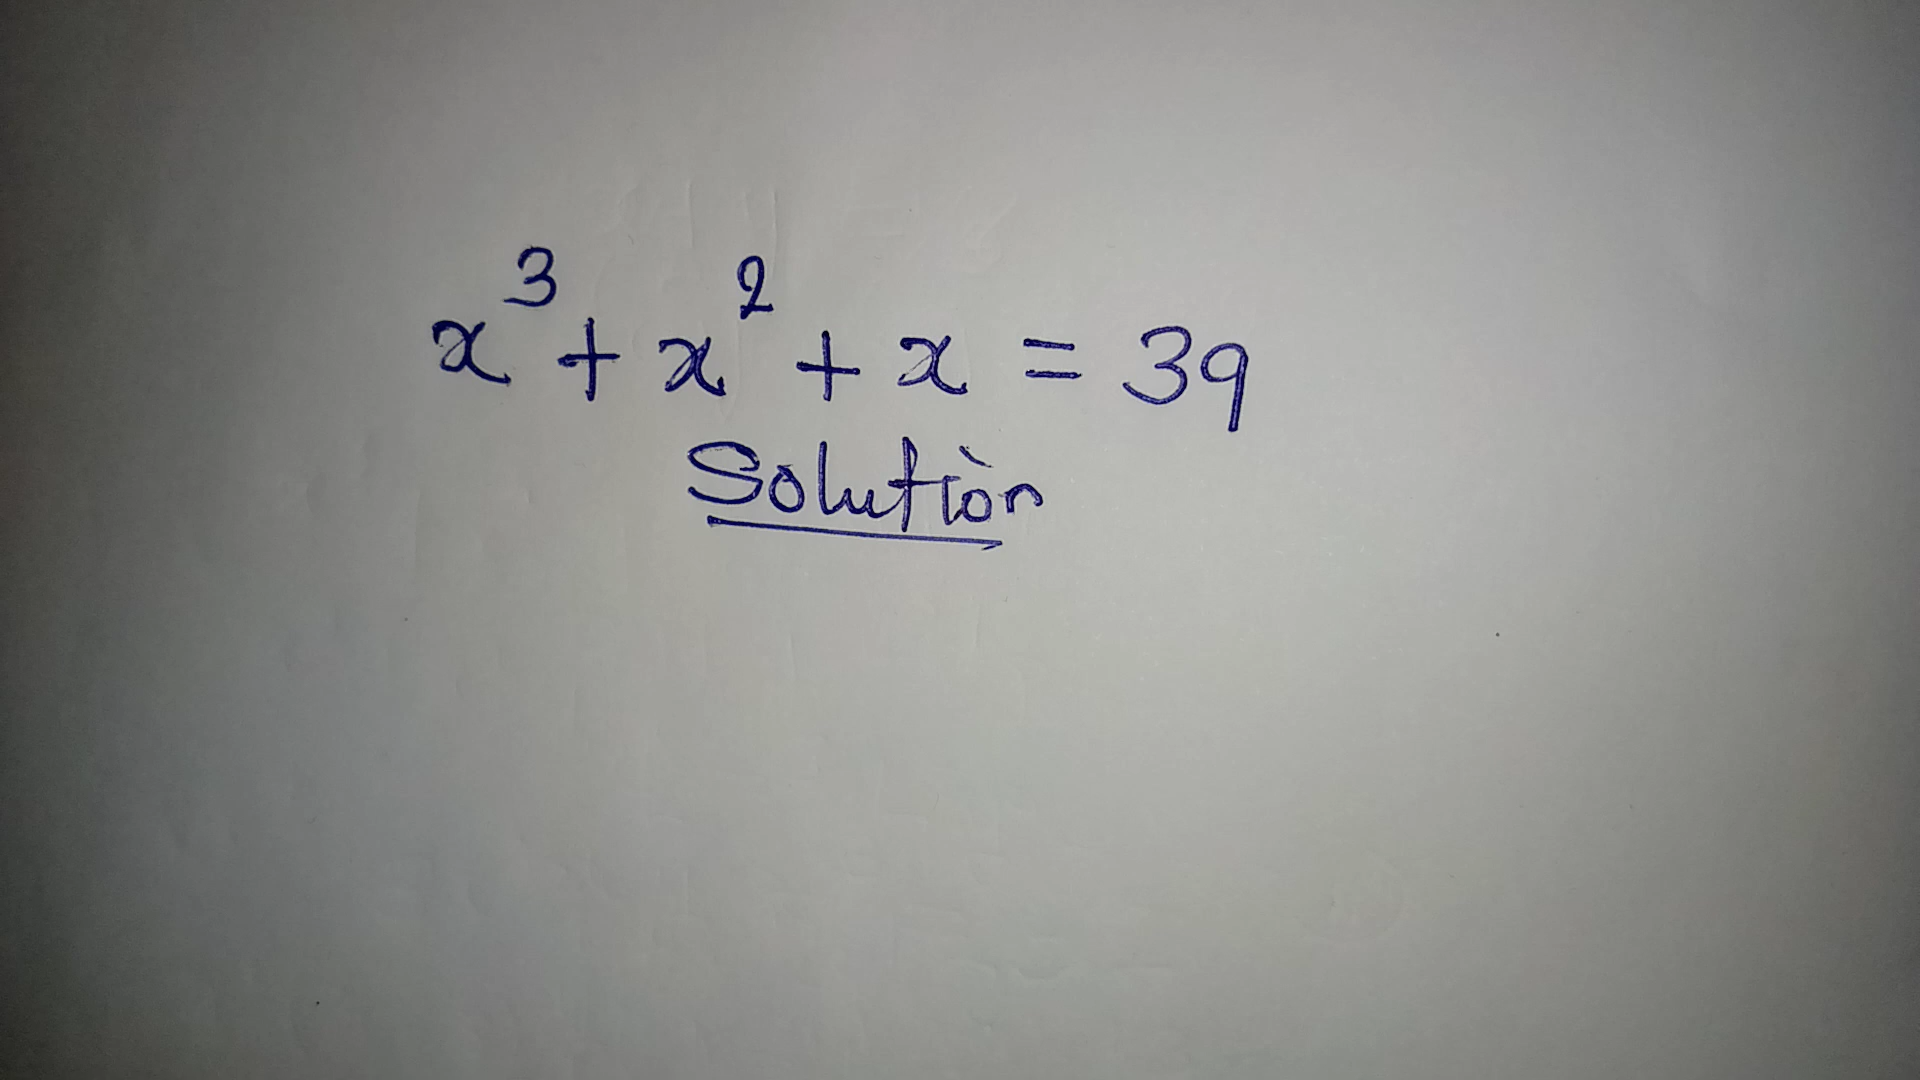 x³ + x² + x = 39
Solution